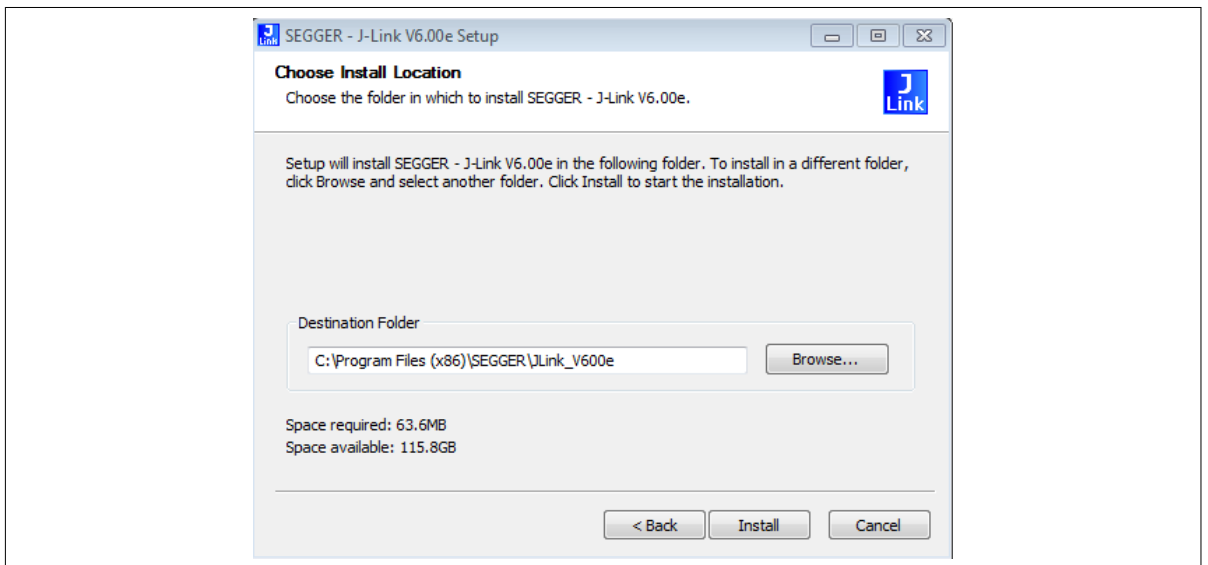 J
Link
SEGGER - J-Link V6.00e Setup
Choose Install Location
Choose the folder in which to install SEGGER - J-Link V6.00e.
J
Link
Setup will install SEGGER - J-Link V6.00e in the following folder. To install in a different folder,
click Browse and select another folder. Click Install to start the installation.
Destination Folder
C:\Program Files (x86)\SEGGER\JLink_V600e
Browse...
Space required: 63.6MB
Space available: 115.8GB
< Back
Install
Cancel